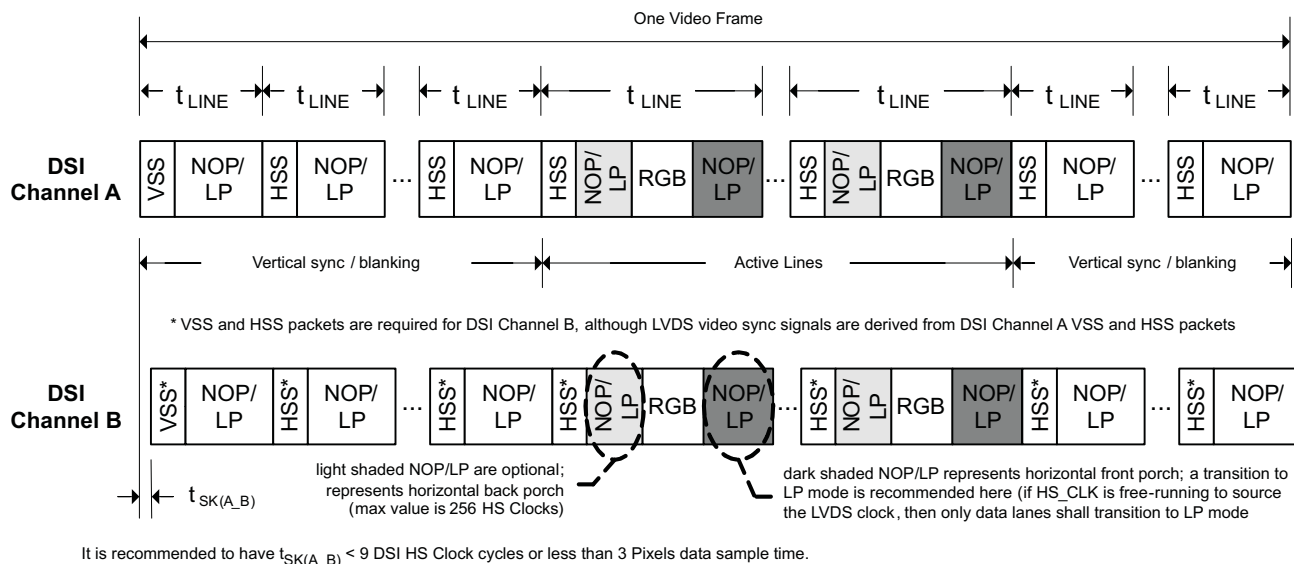 One Video Frame
t LINE t LINE t LINE t LINE t LINE t LINE t LINE
DSI
Channel A
VSS NOP/
LP HSS NOP/
LP ... HSS NOP/
LP HSS NOP/
LP RGB NOP/
LP ... HSS NOP/
LP RGB NOP/
LP HSS NOP/
LP ... HSS NOP/
LP
Vertical sync / blanking Active Lines Vertical sync / blanking
* VSS and HSS packets are required for DSI Channel B, although LVDS video sync signals are derived from DSI Channel A VSS and HSS packets
DSI
Channel B
VSS* NOP/
LP HSS* NOP/
LP ... HSS* NOP/
LP HSS* NOP/
LP RGB NOP/
LP ... HSS* NOP/
LP RGB NOP/
LP HSS* NOP/
LP ... HSS* NOP/
LP
t SK(A_B)
light shaded NOP/LP are optional;
represents horizontal back porch
(max value is 256 HS Clocks)
dark shaded NOP/LP represents horizontal front porch; a transition to
LP mode is recommended here (if HS_CLK is free-running to source
the LVDS clock, then only data lanes shall transition to LP mode
It is recommended to have tSK(A_B) < 9 DSI HS Clock cycles or less than 3 Pixels data sample time.